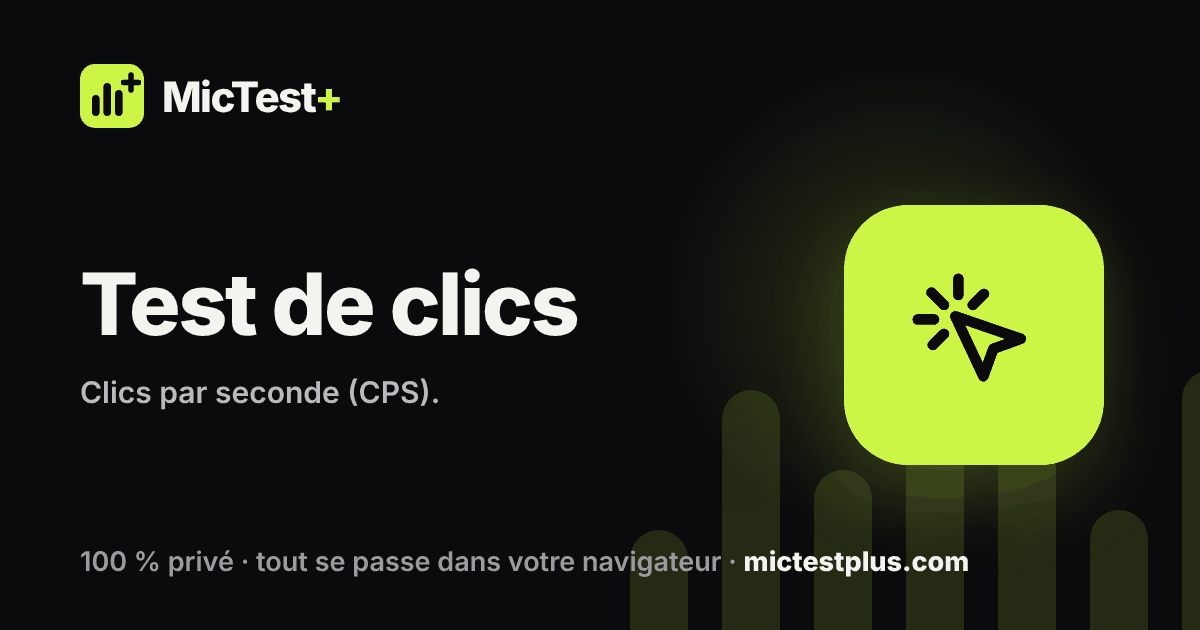 MicTest+
Test de clics
Clics par seconde (CPS).
100 % privé · tout se passe dans votre navigateur · mictestplus.com